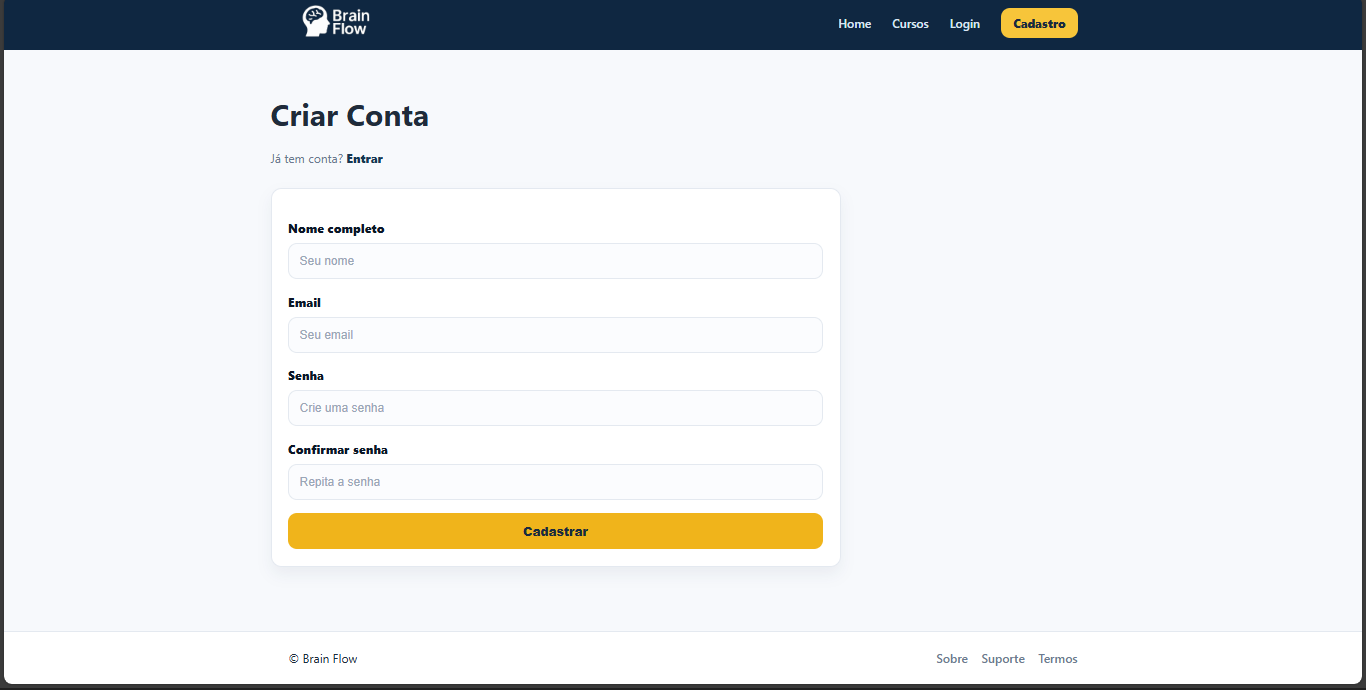 Brain
Flow
Home Cursos Login Cadastro
Criar Conta
Já tem conta? Entrar
Nome completo
Seu nome
Email
Seu email
Senha
Crie uma senha
Confirmar senha
Repita a senha
Cadastrar
© Brain Flow
Sobre Suporte Termos